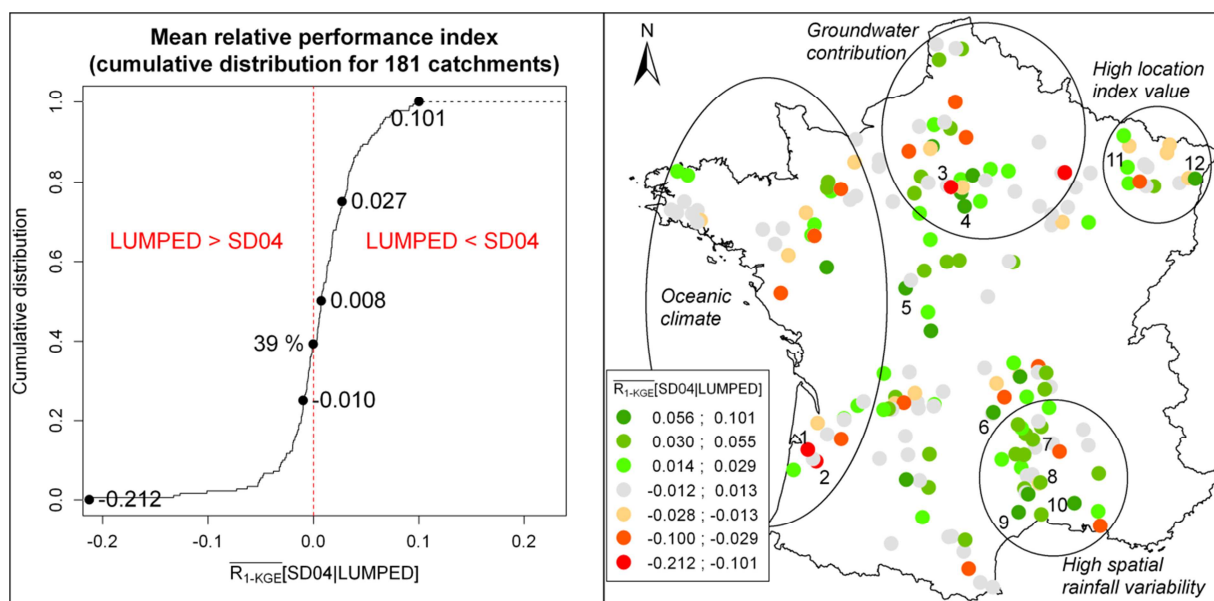 Mean relative performance index
(cumulative distribution for 181 catchments)
Cumulative distribution
1.0
0.8
0.6
0.4
0.2
0.0
0.101
0.027
LUMPED > SD04
LUMPED < SD04
0.008
39 %
-0.010
-0.212
-0.2
-0.1
0.0
0.1
0.2
R1-KGE[SD04|LUMPED]
N
Groundwater
contribution
High location
index value
11
12
3
4
Oceanic
climate
5
R1-KGE[SD04|LUMPED]
0.056 ; 0.101
0.030 ; 0.055
0.014 ; 0.029
-0.012 ; 0.013
-0.028 ; -0.013
-0.100 ; -0.029
-0.212 ; -0.101
1
2
6
7
8
9
10
High spatial
rainfall variability